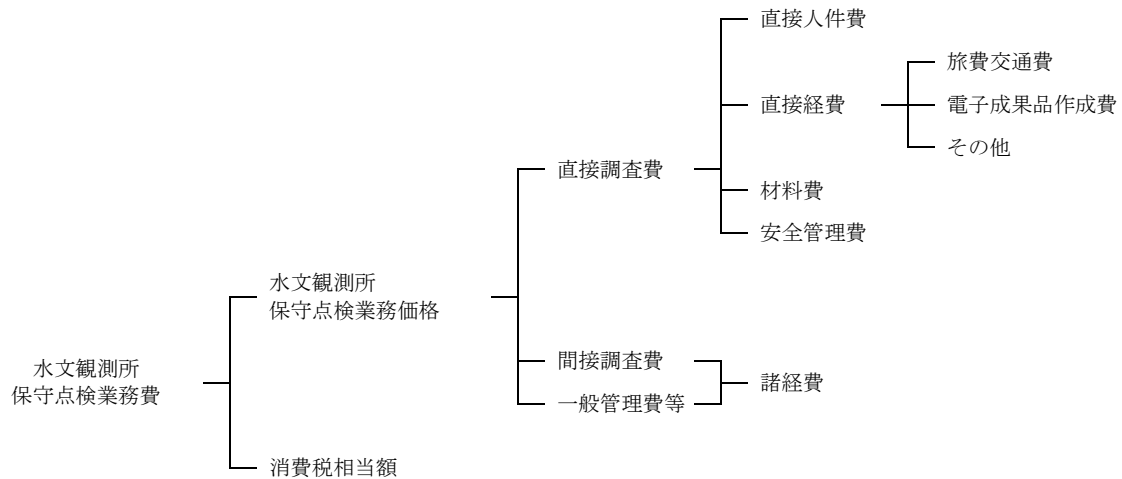 直接人件費
旅費交通費
直接経費
電子成果品作成費
その他
直接調査費
材料費
安全管理費
水文観測所
保守点検業務価格
間接調査費
諸経費
一般管理費等
水文観測所
保守点検業務費
消費税相当額